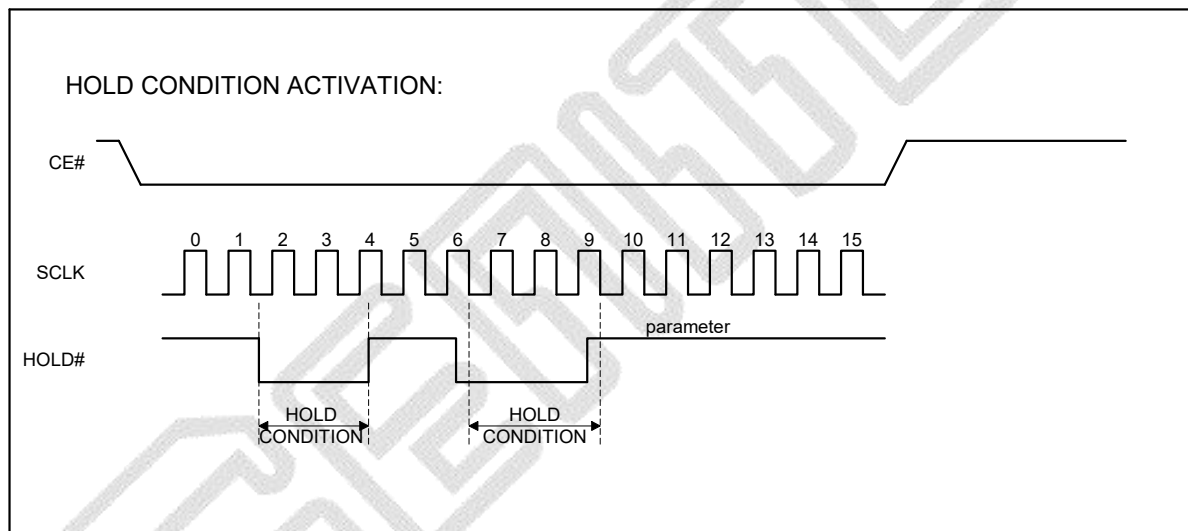 HOLD CONDITION ACTIVATION:
CE#
0 1 2 3 4 5 6 7 8 9 10 11 12 13 14 15
SCLK
parameter
HOLD#
HOLD HOLD
CONDITION CONDITION